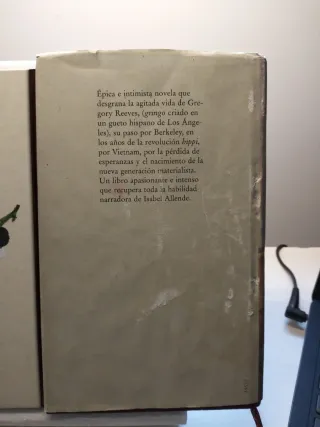 Épica e intimista novela que
desgrana la agitada vida de Gre-
gory Reeves, (gringo criado en
un gueto hispano de Los Ánge-
les), su paso por Berkeley, en
los años de la revolución hippi,
por Vietnam, por la pérdida de
esperanzas y el nacimiento de la
nueva generación materialista.
Un libro apasionante e intenso
que recupera toda la habilidad
narradora de Isabel Allende.